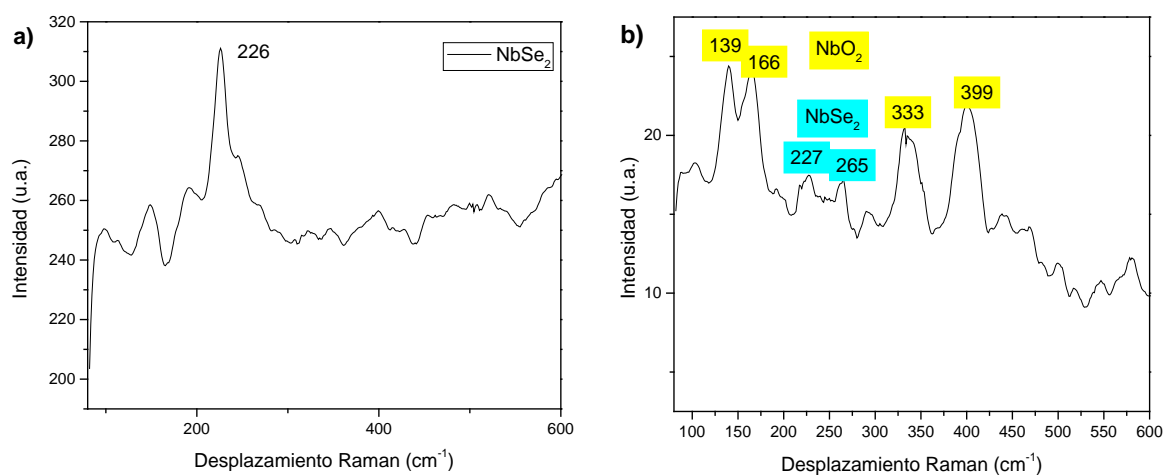 a)
320
300
280
260
240
220
200
200
400
600
226
NbSe₂
Intensidad (u.a.)
Desplazamiento Raman (cm⁻¹)
b)
20
10
100 150 200 250 300 350 400 450 500 550 600
139
166
NbO₂
NbSe₂
227
265
333
399
Intensidad (u.a.)
Desplazamiento Raman (cm⁻¹)